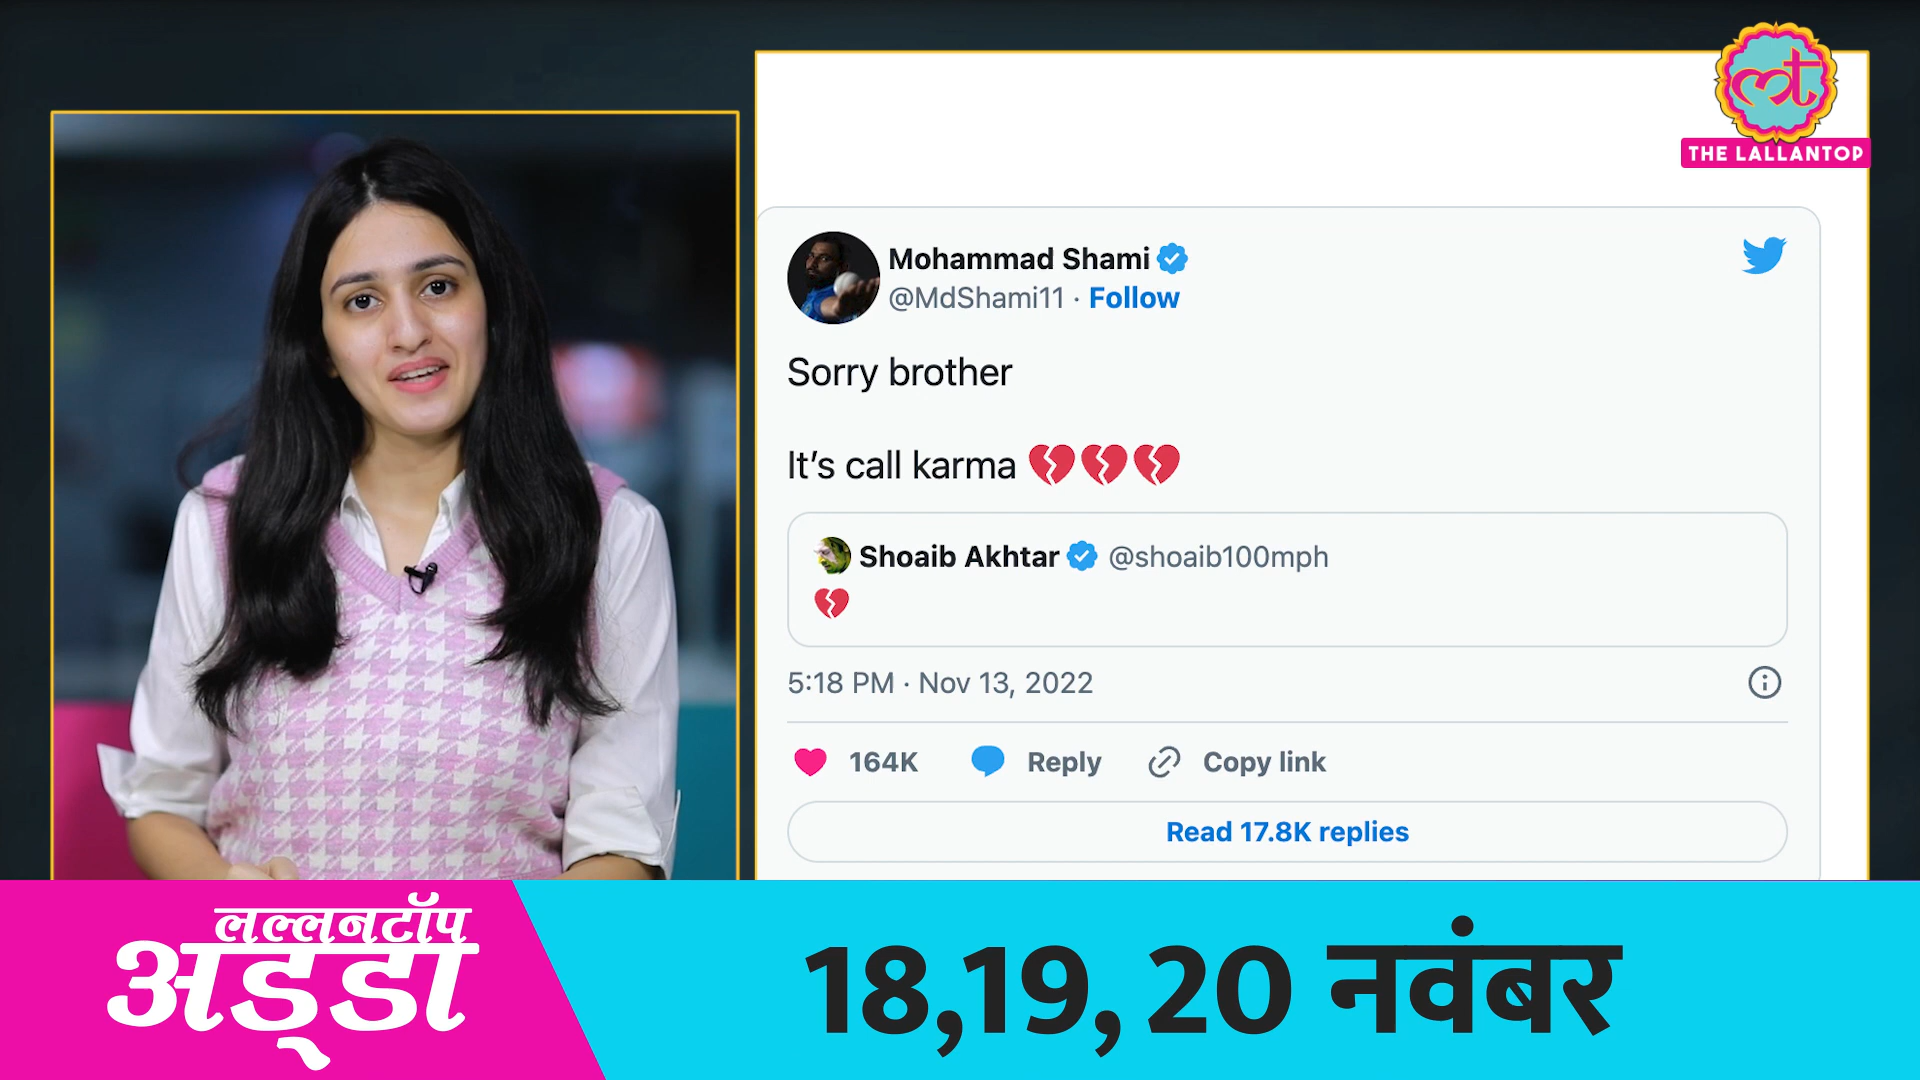 THE LALLANTOP
Mohammad Shami
@MdShami11 · Follow
Sorry brother
It's call karma 💔💔💔
Shoaib Akhtar @shoaib100mph
💔
5:18 PM · Nov 13, 2022
164K Reply Copy link
Read 17.8K replies
लल्लनटॉप
अड्डा
18,19, 20 नवंबर